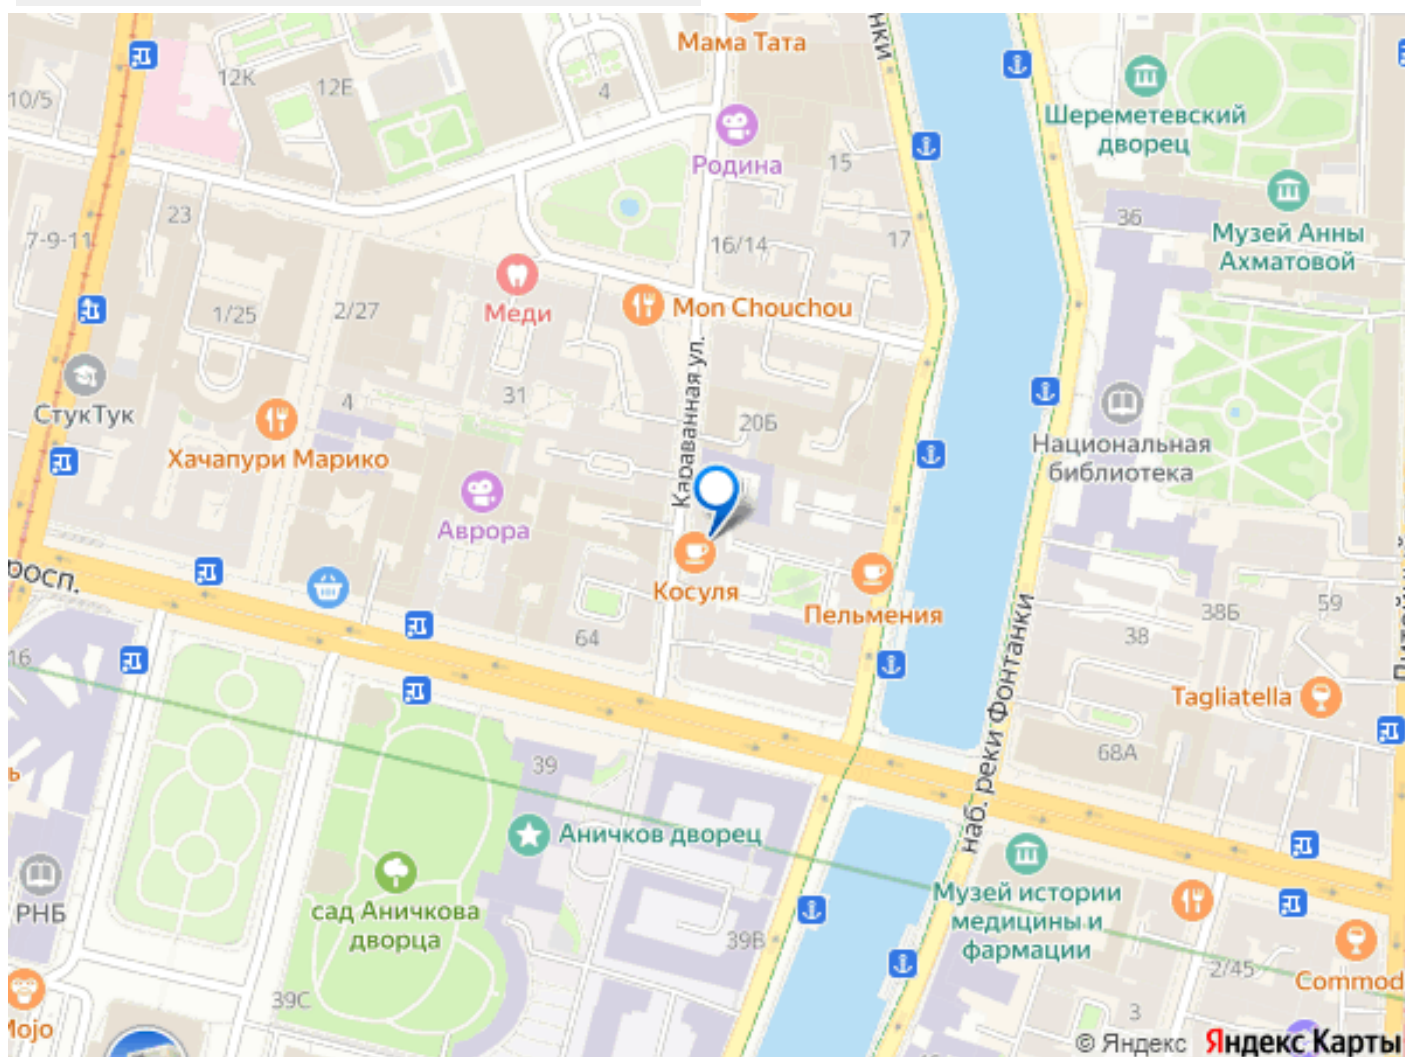 Мама Тата
нки
12К
12Е
4
10/5
Шереметевский
дворец
Родина
15
23
7-9-11
16/14
17
36
Музей Анны
Ахматовой
1/25
2/27
Меди
Mon Chouchou
Караванная ул.
СтукТук
4
31
20Б
Хачапури Марико
Национальная
библиотека
Аврора
росп.
Косуля
Пельмения
64
59
38Б
38
16
наб. реки Фонтанки
Tagliatella
68А
39
Аничков дворец
РНБ
сад Аничкова
дворца
Музей истории
медицины и
фармации
39В
2/45
Commod
39С
3
Mojo
© Яндекс
Яндекс Карты